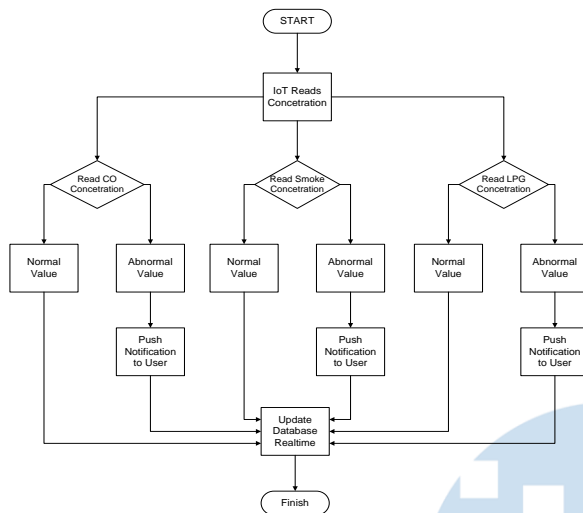 START
IoT Reads
Concetration
Read CO
Concetration
Read Smoke
Concetration
Read LPG
Concetration
Normal
Value
Abnormal
Value
Normal
Value
Abnormal
Value
Normal
Value
Abnormal
Value
Push
Notification
to User
Push
Notification
to User
Push
Notification
to User
Update
Database
Realtime
Finish